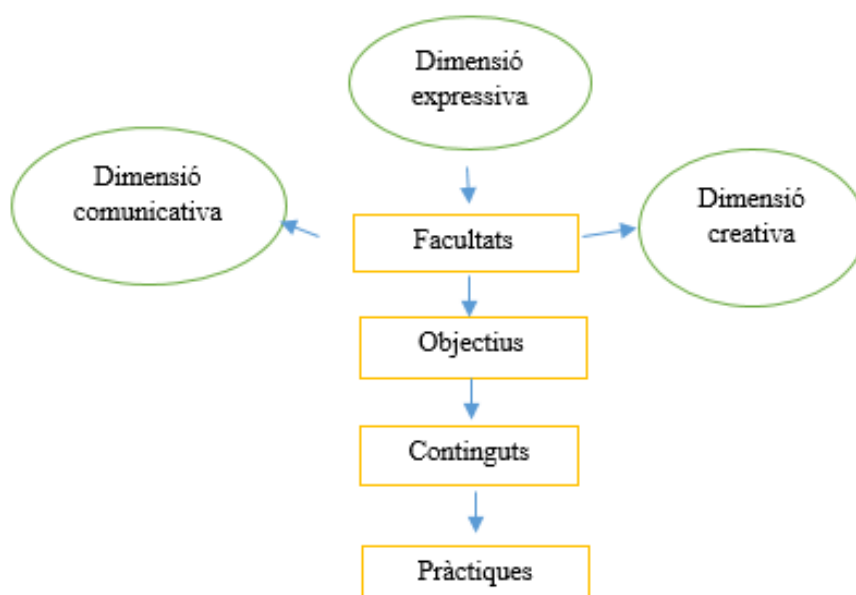 Dimensió
expressiva
Dimensió
comunicativa
Dimensió
creativa
Facultats
Objectius
Continguts
Pràctiques